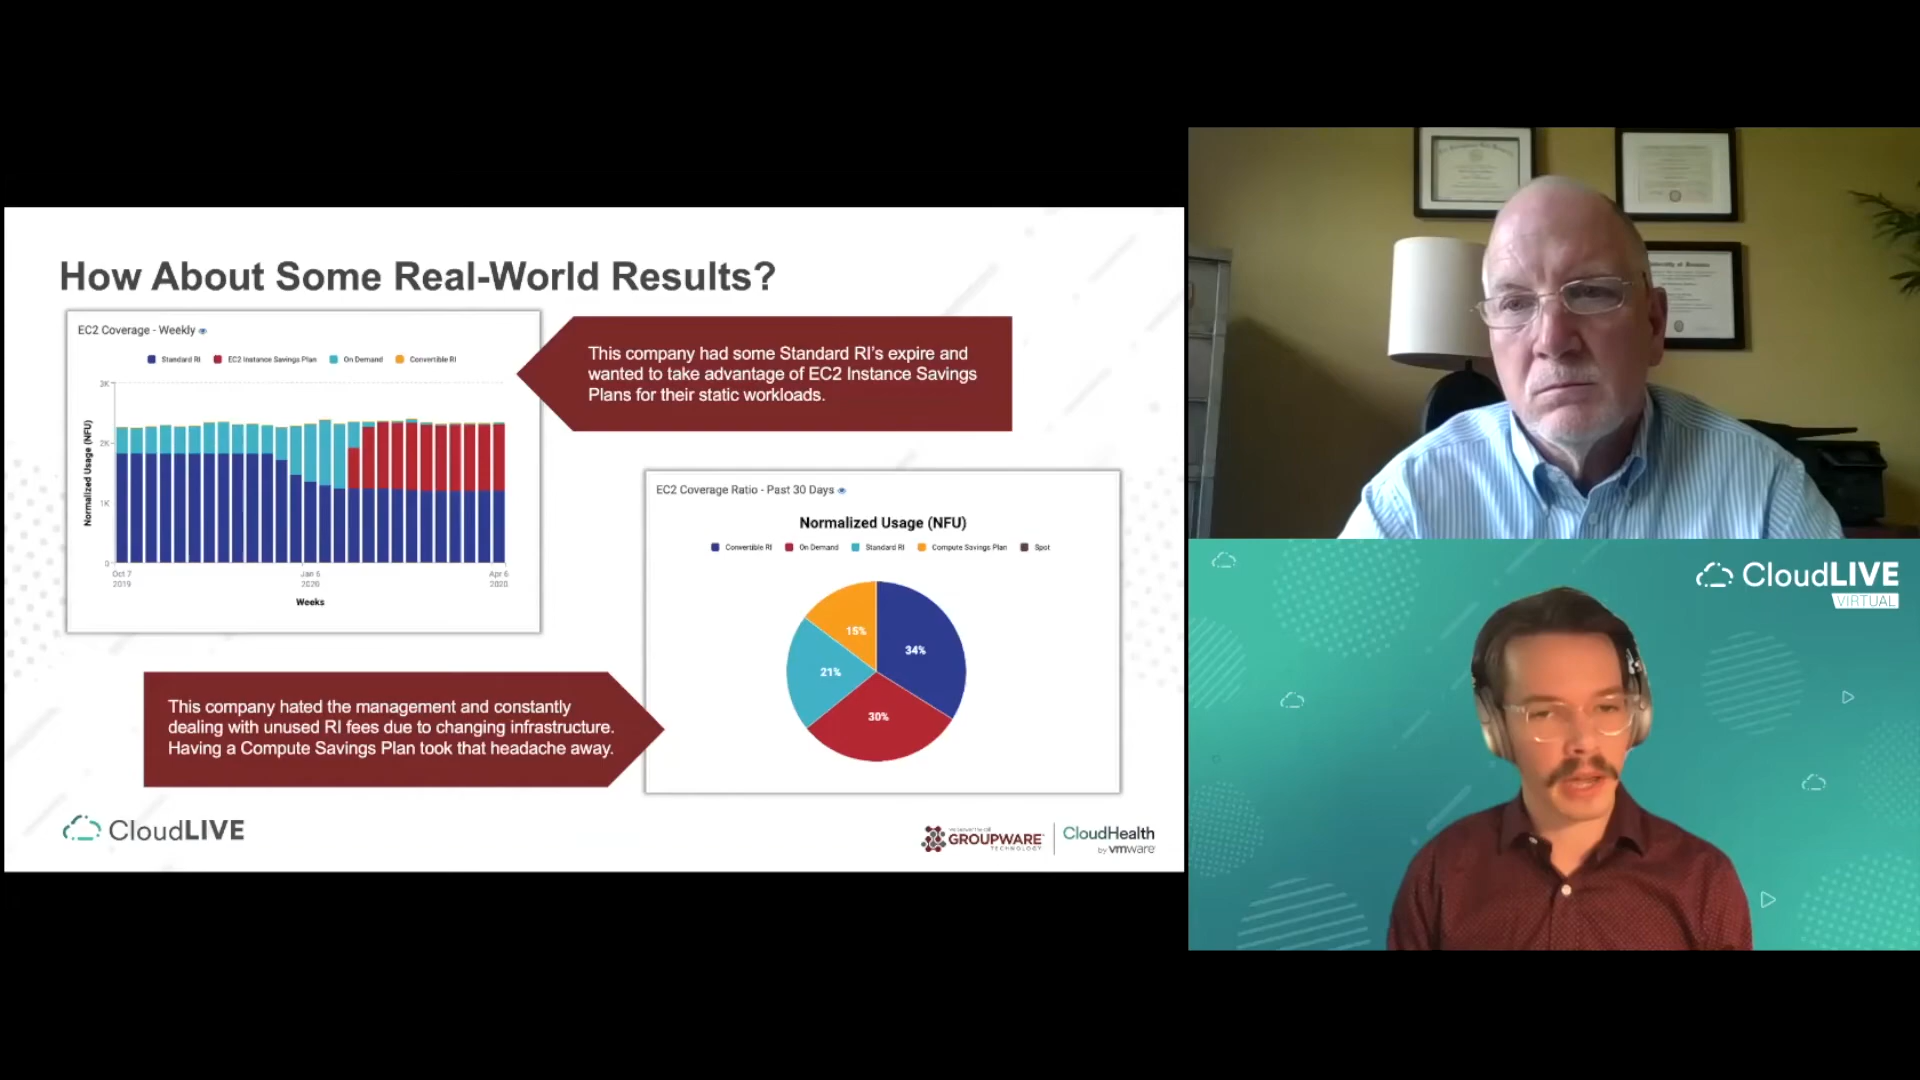 How About Some Real-World Results?
EC2 Coverage - Weekly
Standard RI EC2 Instance Savings Plan On Demand Convertible RI
3K
2K
1K
0
Normalized Usage (NFU)
Oct 7
2019
Jan 6
2020
Apr 6
2020
Weeks
This company had some Standard RI's expire and
wanted to take advantage of EC2 Instance Savings
Plans for their static workloads.
EC2 Coverage Ratio - Past 30 Days
Normalized Usage (NFU)
Convertible RI On Demand Standard RI Compute Savings Plan Spot
15%
34%
21%
30%
This company hated the management and constantly
dealing with unused RI fees due to changing infrastructure.
Having a Compute Savings Plan took that headache away.
CloudLIVE
GROUPWARE
TECHNOLOGY
CloudHealth
by vmware
CloudLIVE
VIRTUAL